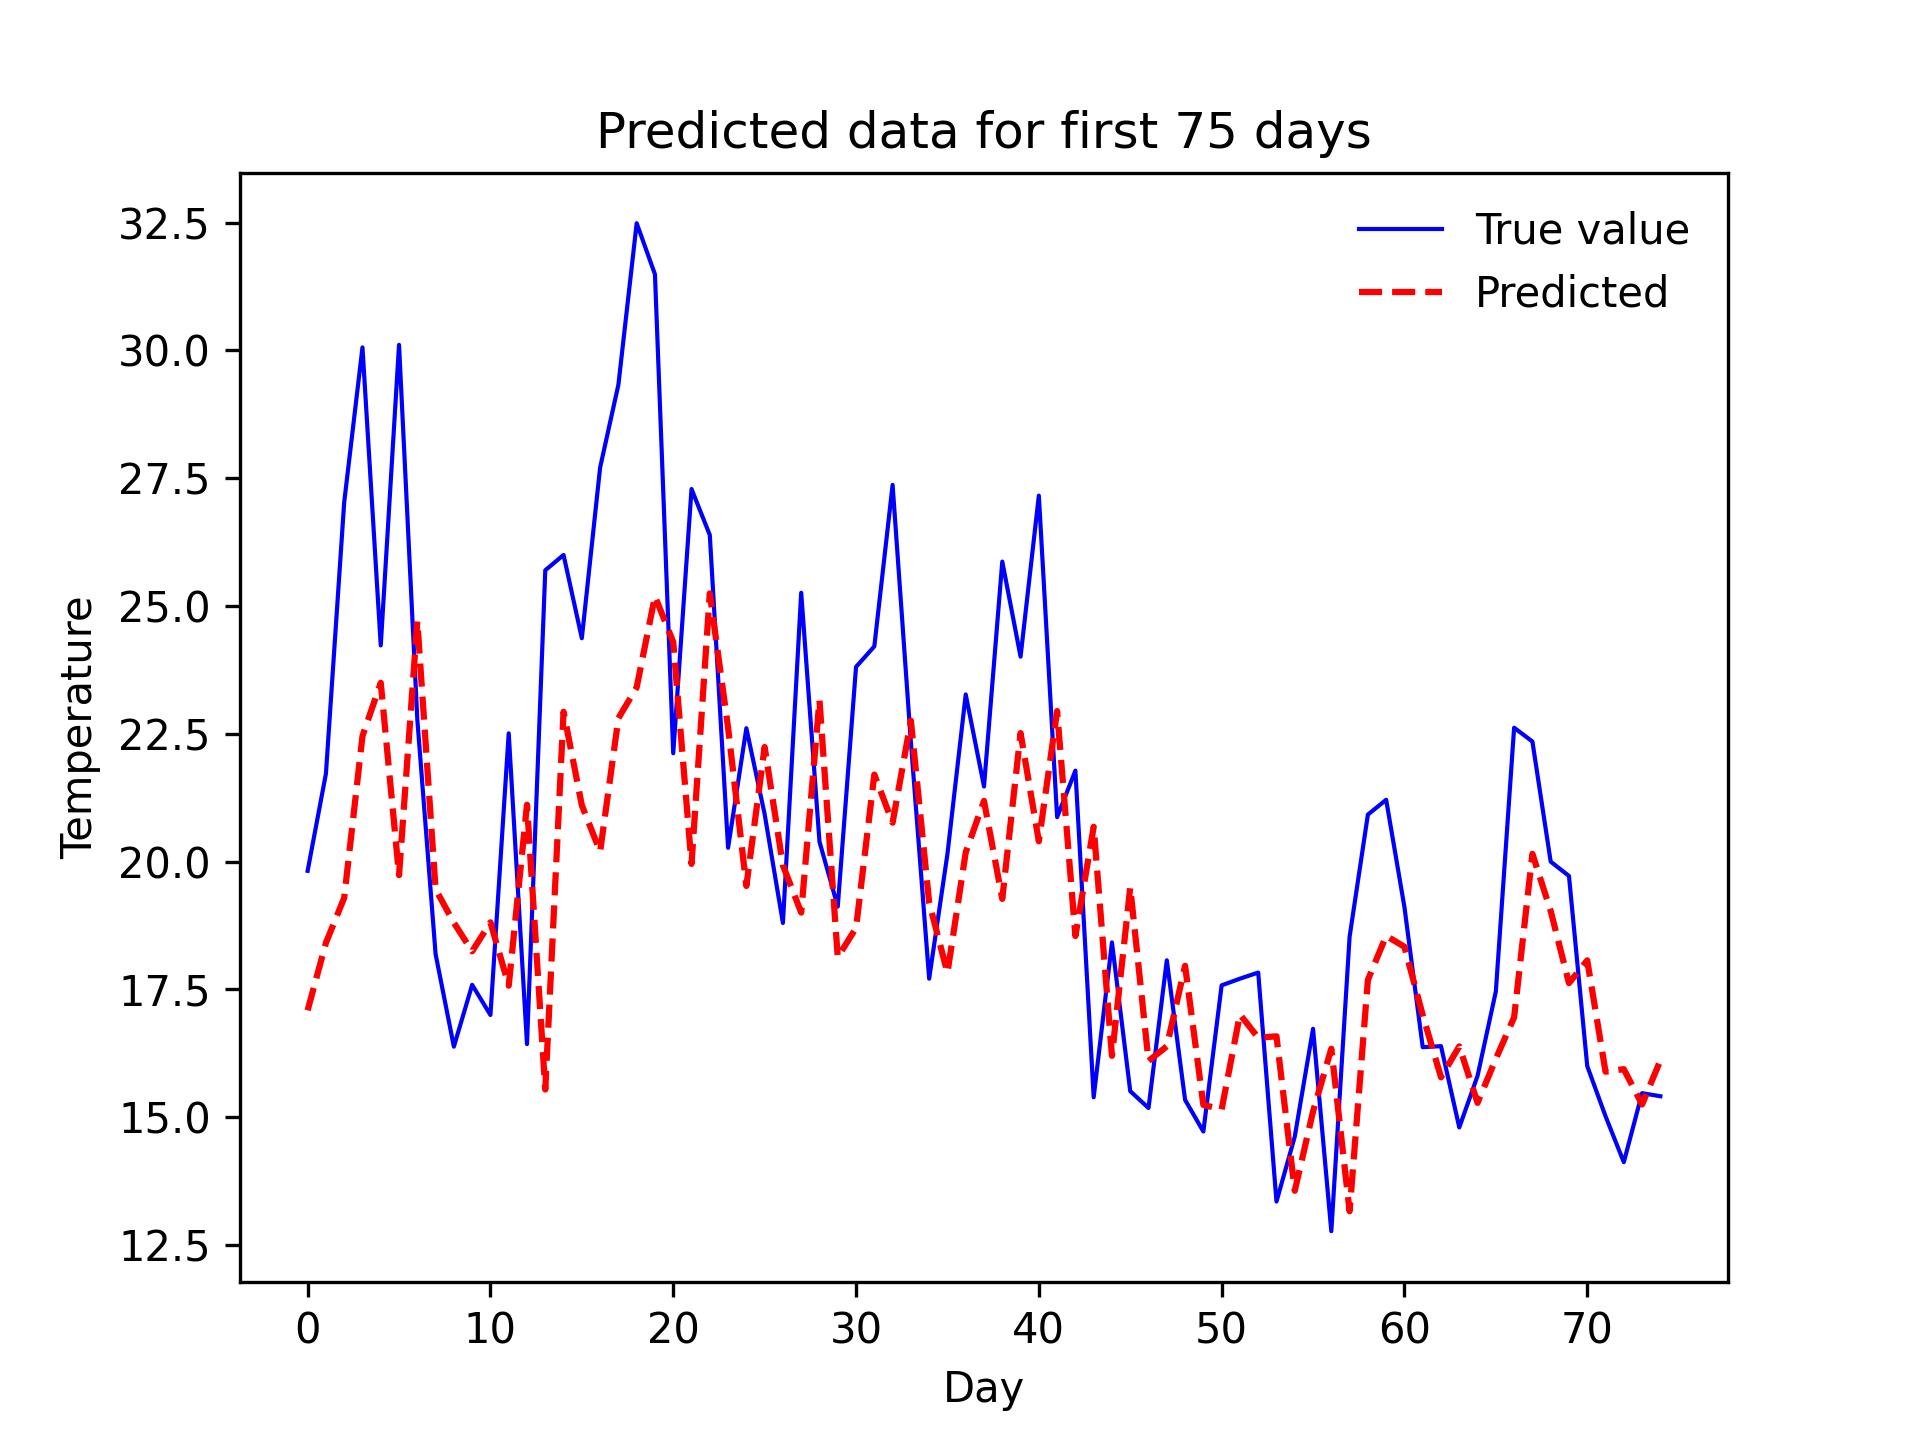 Predicted data for first 75 days
True value
Predicted
32.5
30.0
27.5
25.0
22.5
20.0
17.5
15.0
12.5
Temperature
0 10 20 30 40 50 60 70
Day